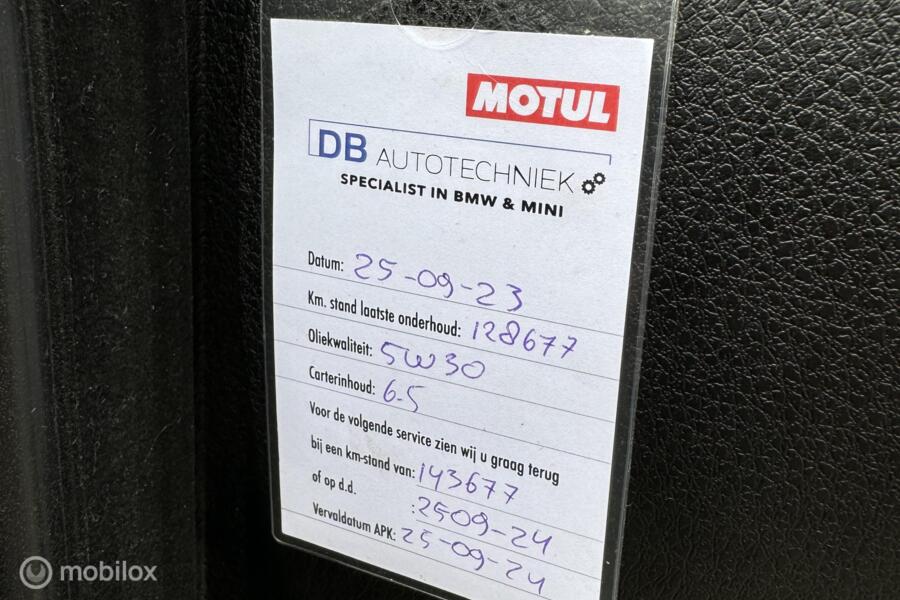 MOTUL
DB AUTOTECHNIEK
SPECIALIST IN BMW & MINI
Datum: 25-09-23
Km. stand laatste onderhoud: 128677
Oliekwaliteit: 5W30
Carterinhoud: 6.5
Voor de volgende service zien wij u graag terug
bij een km-stand van: 143677
of op d.d. : 2509-24
Vervaldatum APK: 25-09-24
mobilox